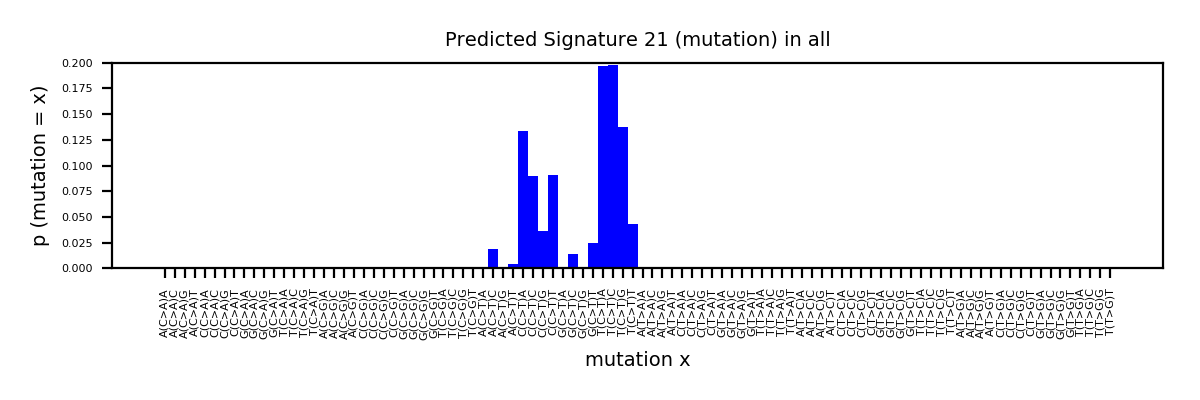 Predicted Signature 21 (mutation) in all
p (mutation = x)
0.200
0.175
0.150
0.125
0.100
0.075
0.050
0.025
0.000
A(C>A)A
A(C>A)C
A(C>A)G
A(C>A)T
C(C>A)A
C(C>A)C
C(C>A)G
C(C>A)T
G(C>A)A
G(C>A)C
G(C>A)G
G(C>A)T
T(C>A)A
T(C>A)C
T(C>A)G
T(C>A)T
A(C>G)A
A(C>G)C
A(C>G)G
A(C>G)T
C(C>G)A
C(C>G)C
C(C>G)G
C(C>G)T
G(C>G)A
G(C>G)C
G(C>G)G
G(C>G)T
T(C>G)A
T(C>G)C
T(C>G)G
T(C>G)T
A(C>T)A
A(C>T)C
A(C>T)G
A(C>T)T
C(C>T)A
C(C>T)C
C(C>T)G
C(C>T)T
G(C>T)A
G(C>T)C
G(C>T)G
G(C>T)T
T(C>T)A
T(C>T)C
T(C>T)G
T(C>T)T
A(T>A)A
A(T>A)C
A(T>A)G
A(T>A)T
C(T>A)A
C(T>A)C
C(T>A)G
C(T>A)T
G(T>A)A
G(T>A)C
G(T>A)G
G(T>A)T
T(T>A)A
T(T>A)C
T(T>A)G
T(T>A)T
A(T>C)A
A(T>C)C
A(T>C)G
A(T>C)T
C(T>C)A
C(T>C)C
C(T>C)G
C(T>C)T
G(T>C)A
G(T>C)C
G(T>C)G
G(T>C)T
T(T>C)A
T(T>C)C
T(T>C)G
T(T>C)T
A(T>G)A
A(T>G)C
A(T>G)G
A(T>G)T
C(T>G)A
C(T>G)C
C(T>G)G
C(T>G)T
G(T>G)A
G(T>G)C
G(T>G)G
G(T>G)T
T(T>G)A
T(T>G)C
T(T>G)G
T(T>G)T
mutation x